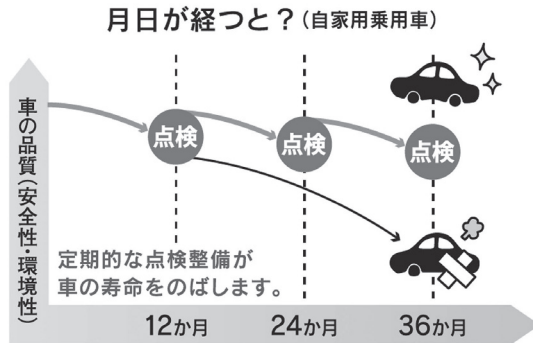 月日が経つと？(自家用乗用車)
車の品質(安全性・環境性)
点検
点検
点検
定期的な点検整備が
車の寿命をのばします。
12か月
24か月
36か月